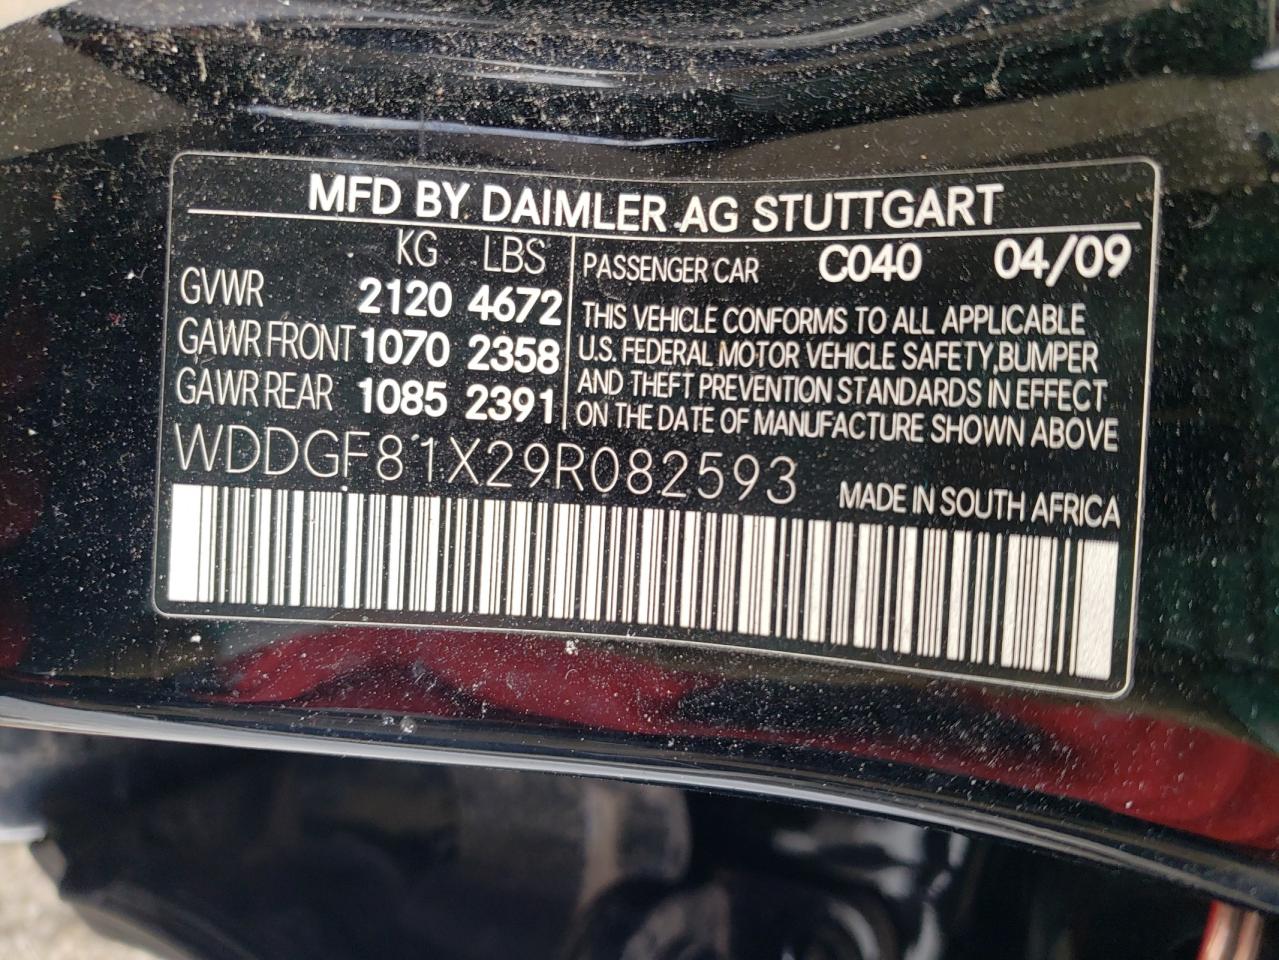 MFD BY DAIMLER AG STUTTGART
KG LBS
GVWR 2120 4672
GAWR FRONT 1070 2358
GAWR REAR 1085 2391
PASSENGER CAR C040 04/09
THIS VEHICLE CONFORMS TO ALL APPLICABLE
U.S. FEDERAL MOTOR VEHICLE SAFETY, BUMPER
AND THEFT PREVENTION STANDARDS IN EFFECT
ON THE DATE OF MANUFACTURE SHOWN ABOVE
WDDGF81X29R082593
MADE IN SOUTH AFRICA